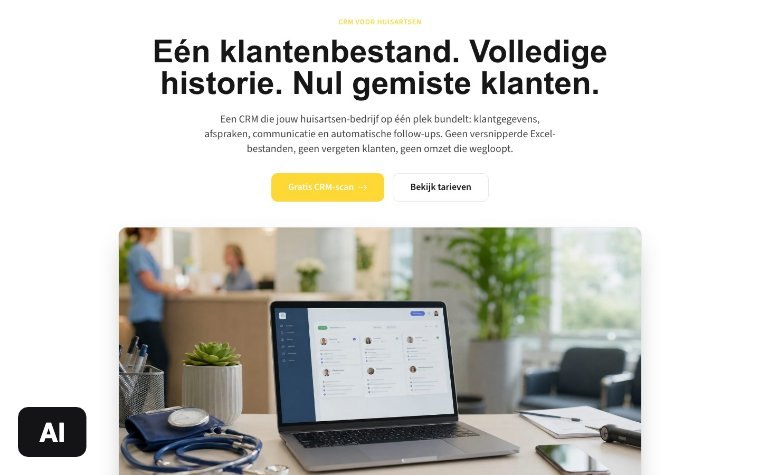 CRM VOOR HUISARTSEN
Eén klantenbestand. Volledige
historie. Nul gemiste klanten.
Een CRM die jouw huisartsen-bedrijf op één plek bundelt: klantgegevens,
afspraken, communicatie en automatische follow-ups. Geen versnipperde Excel-
bestanden, geen vergeten klanten, geen omzet die wegloopt.
Gratis CRM-scan →
Bekijk tarieven
AI